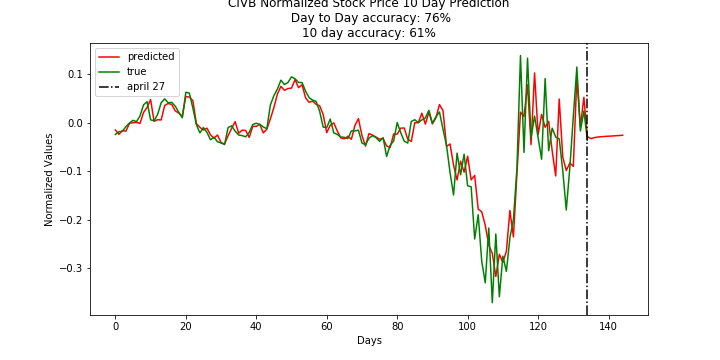 CIVB Normalized Stock Price 10 Day Prediction
Day to Day accuracy: 76%
10 day accuracy: 61%
predicted
true
april 27
0.1
0.0
−0.1
−0.2
−0.3
Normalized Values
0 20 40 60 80 100 120 140
Days